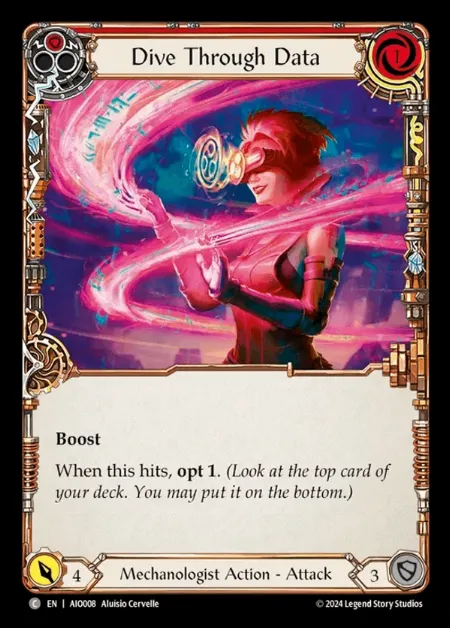 Dive Through Data
1
Boost
When this hits, opt 1. (Look at the top card of
your deck. You may put it on the bottom.)
4
Mechanologist Action - Attack
3
C EN | AIO008 Aluisio Cervelle
© 2024 Legend Story Studios